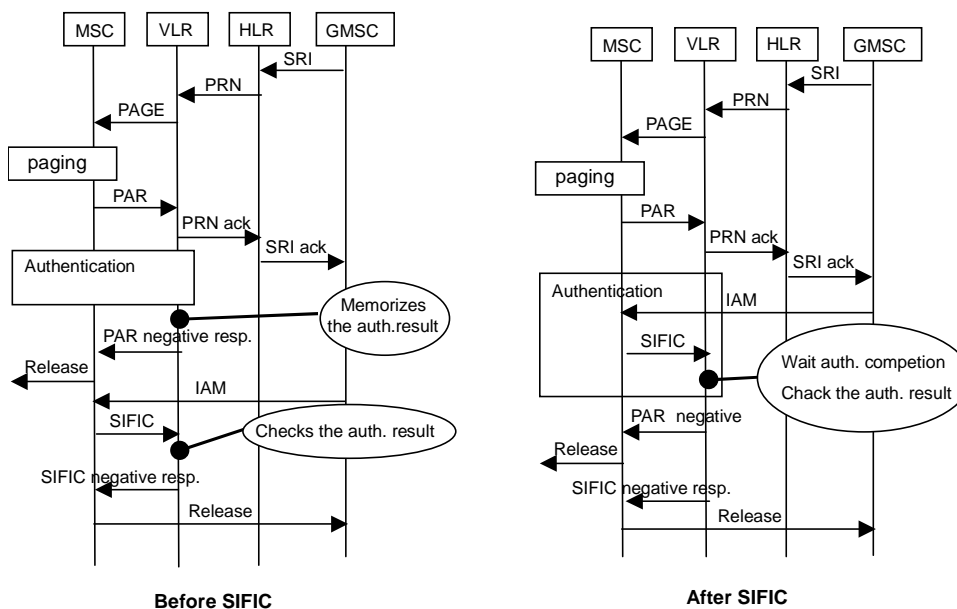 MSC VLR HLR GMSC
SRI
PRN
PAGE
paging
PAR
PRN ack
SRI ack
Authentication
Memorizes
the auth.result
PAR negative resp.
Release
IAM
SIFIC
Checks the auth. result
SIFIC negative resp.
Release
Before SIFIC
MSC VLR HLR GMSC
SRI
PRN
PAGE
paging
PAR
PRN ack
SRI ack
Authentication
IAM
SIFIC
Wait auth. competion
Chack the auth. result
PAR negative
Release
SIFIC negative resp.
Release
After SIFIC